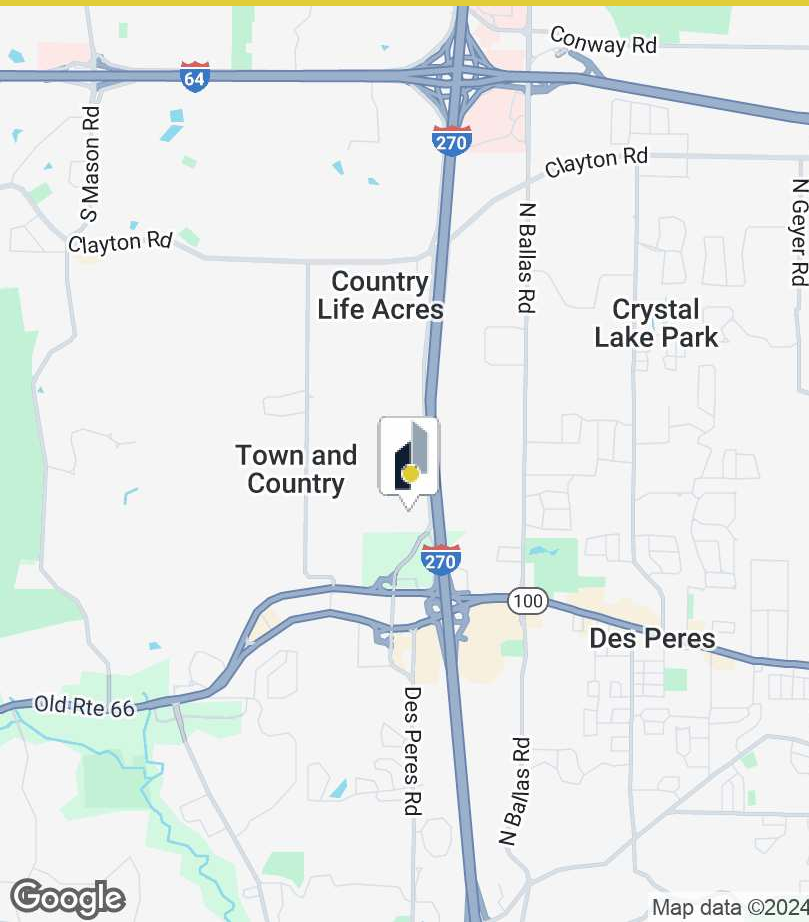 Conway Rd
64
270
S Mason Rd
Clayton Rd
N Geyer Rd
N Ballas Rd
Clayton Rd
Country
Life Acres
Crystal
Lake Park
Town and
Country
270
100
Des Peres
Old Rte 66
Des Peres Rd
N Ballas Rd
Google
Map data ©2024